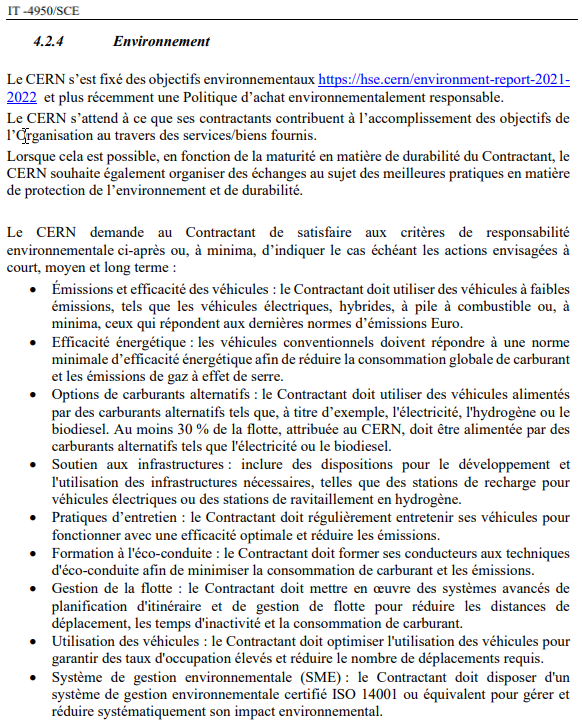 IT -4950/SCE
4.2.4 Environnement
Le CERN s’est fixé des objectifs environnementaux https://hse.cern/environment-report-2021-
2022 et plus récemment une Politique d’achat environnementalement responsable.
Le CERN s’attend à ce que ses contractants contribuent à l’accomplissement des objectifs de
l’Organisation au travers des services/biens fournis.
Lorsque cela est possible, en fonction de la maturité en matière de durabilité du Contractant, le
CERN souhaite également organiser des échanges au sujet des meilleures pratiques en matière
de protection de l’environnement et de durabilité.
Le CERN demande au Contractant de satisfaire aux critères de responsabilité
environnementale ci-après ou, à minima, d’indiquer le cas échéant les actions envisagées à
court, moyen et long terme :
• Émissions et efficacité des véhicules : le Contractant doit utiliser des véhicules à faibles
émissions, tels que les véhicules électriques, hybrides, à pile à combustible ou, à
minima, ceux qui répondent aux dernières normes d’émissions Euro.
• Efficacité énergétique : les véhicules conventionnels doivent répondre à une norme
minimale d’efficacité énergétique afin de réduire la consommation globale de carburant
et les émissions de gaz à effet de serre.
• Options de carburants alternatifs : le Contractant doit utiliser des véhicules alimentés
par des carburants alternatifs tels que, à titre d’exemple, l'électricité, l'hydrogène ou le
biodiesel. Au moins 30 % de la flotte, attribuée au CERN, doit être alimentée par des
carburants alternatifs tels que l'électricité ou le biodiesel.
• Soutien aux infrastructures : inclure des dispositions pour le développement et
l'utilisation des infrastructures nécessaires, telles que des stations de recharge pour
véhicules électriques ou des stations de ravitaillement en hydrogène.
• Pratiques d’entretien : le Contractant doit régulièrement entretenir ses véhicules pour
fonctionner avec une efficacité optimale et réduire les émissions.
• Formation à l'éco-conduite : le Contractant doit former ses conducteurs aux techniques
d'éco-conduite afin de minimiser la consommation de carburant et les émissions.
• Gestion de la flotte : le Contractant doit mettre en œuvre des systèmes avancés de
planification d'itinéraire et de gestion de flotte pour réduire les distances de
déplacement, les temps d'inactivité et la consommation de carburant.
• Utilisation des véhicules : le Contractant doit optimiser l'utilisation des véhicules pour
garantir des taux d'occupation élevés et réduire le nombre de déplacements requis.
• Système de gestion environnementale (SME) : le Contractant doit disposer d'un
système de gestion environnementale certifié ISO 14001 ou équivalent pour gérer et
réduire systématiquement son impact environnemental.